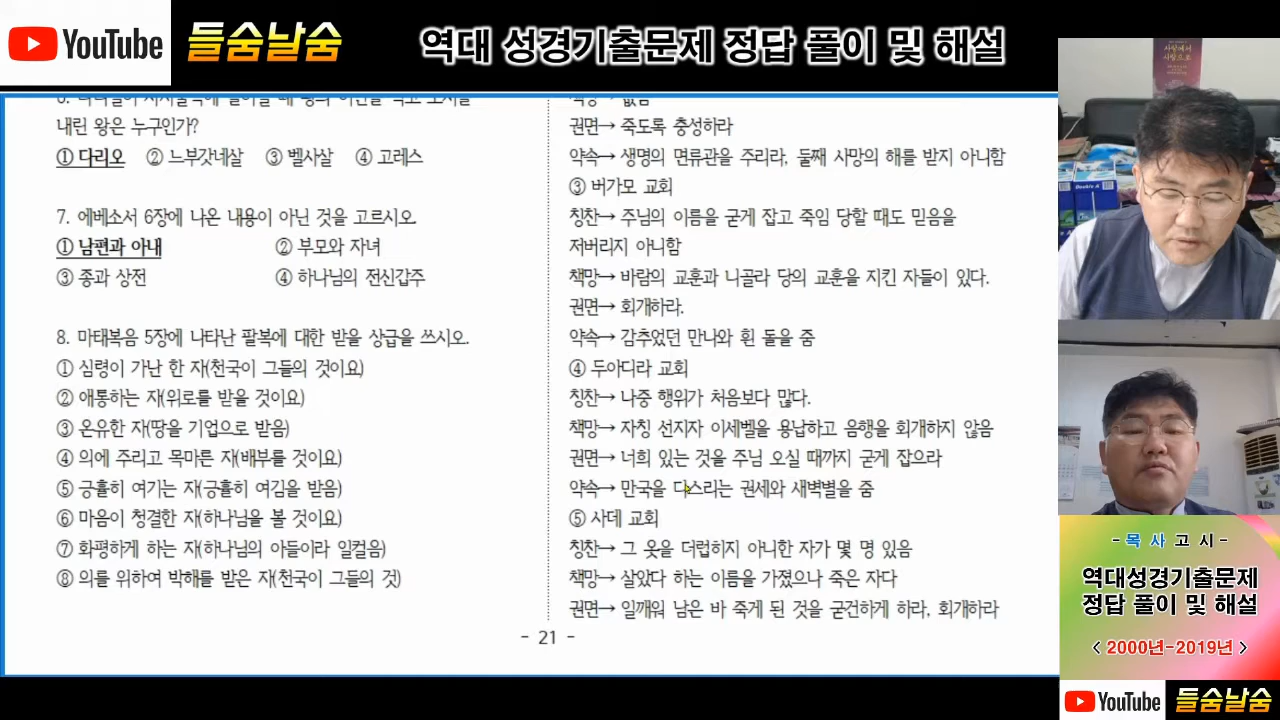 YouTube 들숨날숨 역대 성경기출문제 정답 풀이 및 해설
내린 왕은 누구인가?
① 다리오 ② 느부갓네살 ③ 벨사살 ④ 고레스
7. 에베소서 6장에 나온 내용이 아닌 것을 고르시오.
① 남편과 아내 ② 부모와 자녀
③ 종과 상전 ④ 하나님의 전신갑주
8. 마태복음 5장에 나타난 팔복에 대한 받을 상급을 쓰시오.
① 심령이 가난 한 자(천국이 그들의 것이요)
② 애통하는 자(위로를 받을 것이요)
③ 온유한 자(땅을 기업으로 받음)
④ 의에 주리고 목마른 자(배부를 것이요)
⑤ 긍휼히 여기는 자(긍휼히 여김을 받음)
⑥ 마음이 청결한 자(하나님을 볼 것이요)
⑦ 화평하게 하는 자(하나님의 아들이라 일컬음)
⑧ 의를 위하여 박해를 받은 자(천국이 그들의 것)
권면→ 죽도록 충성하라
약속→ 생명의 면류관을 주리라, 둘째 사망의 해를 받지 아니함
③ 버가모 교회
칭찬→ 주님의 이름을 굳게 잡고 죽임 당할 때도 믿음을
저버리지 아니함
책망→ 바람의 교훈과 니골라 당의 교훈을 지킨 자들이 있다.
권면→ 회개하라.
약속→ 감추었던 만나와 흰 돌을 줌
④ 두아디라 교회
칭찬→ 나중 행위가 처음보다 많다.
책망→ 자칭 선지자 이세벨을 용납하고 음행을 회개하지 않음
권면→ 너희 있는 것을 주님 오실 때까지 굳게 잡으라
약속→ 만국을 다스리는 권세와 새벽별을 줌
⑤ 사데 교회
칭찬→ 그 옷을 더럽히지 아니한 자가 몇 명 있음
책망→ 살았다 하는 이름을 가졌으나 죽은 자다
권면→ 일깨워 남은 바 죽게 된 것을 굳건하게 하라, 회개하라
- 21 -
사랑에서
사랑으로
Double A
- 목 사 고 시 -
역대성경기출문제
정답 풀이 및 해설
< 2000년-2019년 >
YouTube 들숨날숨